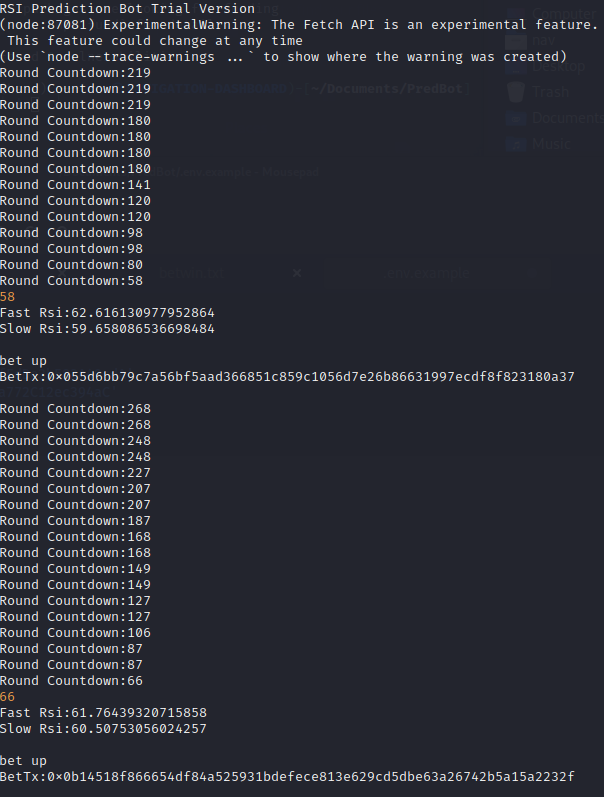 RSI Prediction Bot Trial Version
(node:87081) ExperimentalWarning: The Fetch API is an experimental feature.
This feature could change at any time
(Use `node --trace-warnings ...` to show where the warning was created)
Round Countdown:219
Round Countdown:219
Round Countdown:219
Round Countdown:180
Round Countdown:180
Round Countdown:180
Round Countdown:180
Round Countdown:141
Round Countdown:120
Round Countdown:120
Round Countdown:98
Round Countdown:98
Round Countdown:80
Round Countdown:58
58
Fast Rsi:62.616130977952864
Slow Rsi:59.658086536698484
bet up
BetTx:0×055d6bb79c7a56bf5aad366851c859c1056d7e26b86631997ecdf8f823180a37
Round Countdown:268
Round Countdown:268
Round Countdown:248
Round Countdown:248
Round Countdown:227
Round Countdown:207
Round Countdown:207
Round Countdown:187
Round Countdown:168
Round Countdown:168
Round Countdown:149
Round Countdown:149
Round Countdown:127
Round Countdown:127
Round Countdown:106
Round Countdown:87
Round Countdown:87
Round Countdown:66
66
Fast Rsi:61.76439320715858
Slow Rsi:60.50753056024257
bet up
BetTx:0×0b14518f866654df84a525931bdefece813e629cd5dbe63a26742b5a15a2232f